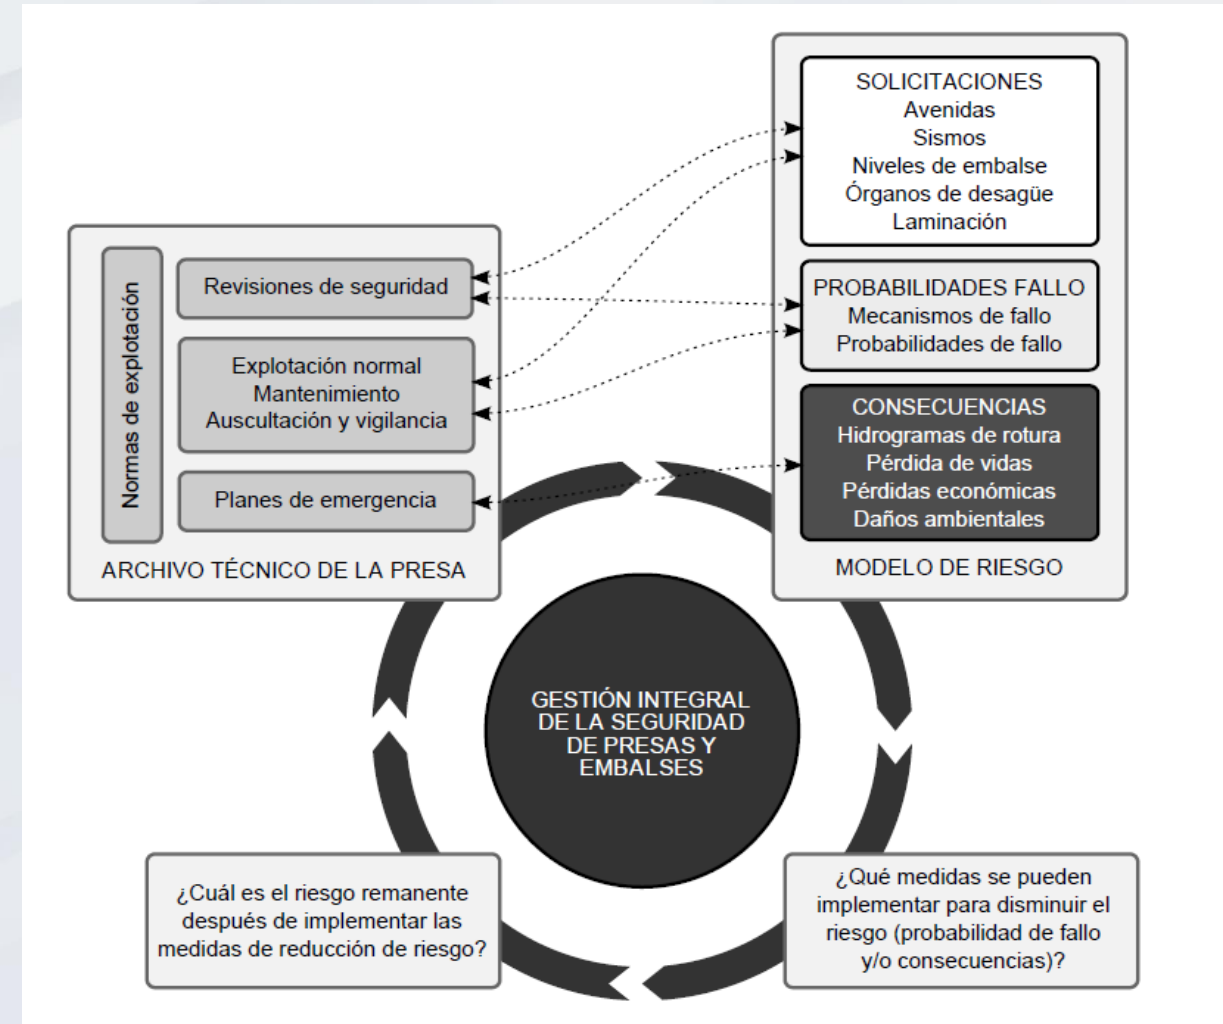 SOLICITACIONES
Avenidas
Sismos
Niveles de embalse
Órganos de desagüe
Laminación
PROBABILIDADES FALLO
Mecanismos de fallo
Probabilidades de fallo
CONSECUENCIAS
Hidrogramas de rotura
Pérdida de vidas
Pérdidas económicas
Daños ambientales
MODELO DE RIESGO
Normas de explotación
Revisiones de seguridad
Explotación normal
Mantenimiento
Auscultación y vigilancia
Planes de emergencia
ARCHIVO TÉCNICO DE LA PRESA
GESTIÓN INTEGRAL
DE LA SEGURIDAD
DE PRESAS Y
EMBALSES
¿Cuál es el riesgo remanente
después de implementar las
medidas de reducción de riesgo?
¿Qué medidas se pueden
implementar para disminuir el
riesgo (probabilidad de fallo
y/o consecuencias)?